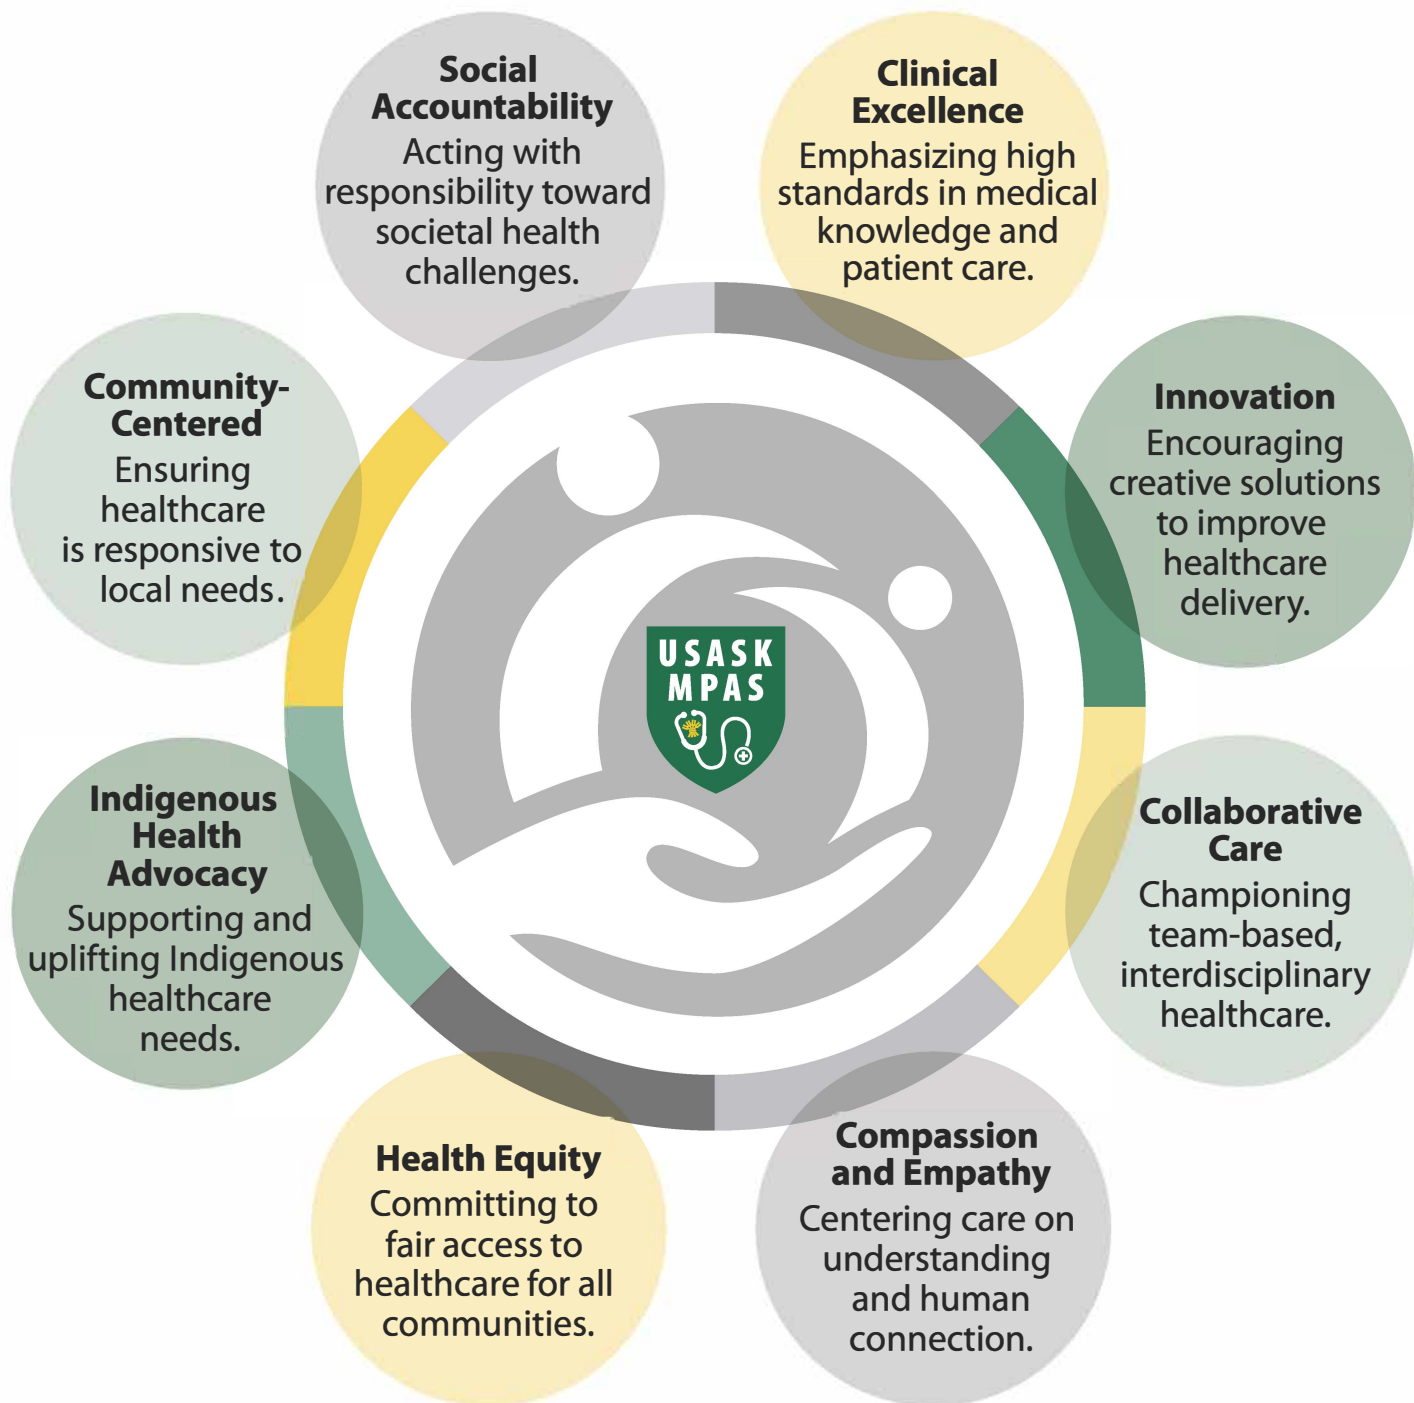 Social
Accountability
Acting with
responsibility toward
societal health
challenges.
Clinical
Excellence
Emphasizing high
standards in medical
knowledge and
patient care.
Innovation
Encouraging
creative solutions
to improve
healthcare
delivery.
Collaborative
Care
Championing
team-based,
interdisciplinary
healthcare.
Compassion
and Empathy
Centering care on
understanding
and human
connection.
Health Equity
Committing to
fair access to
healthcare for all
communities.
Indigenous
Health
Advocacy
Supporting and
uplifting Indigenous
healthcare
needs.
Community-
Centered
Ensuring
healthcare
is responsive to
local needs.
USASK
MPAS